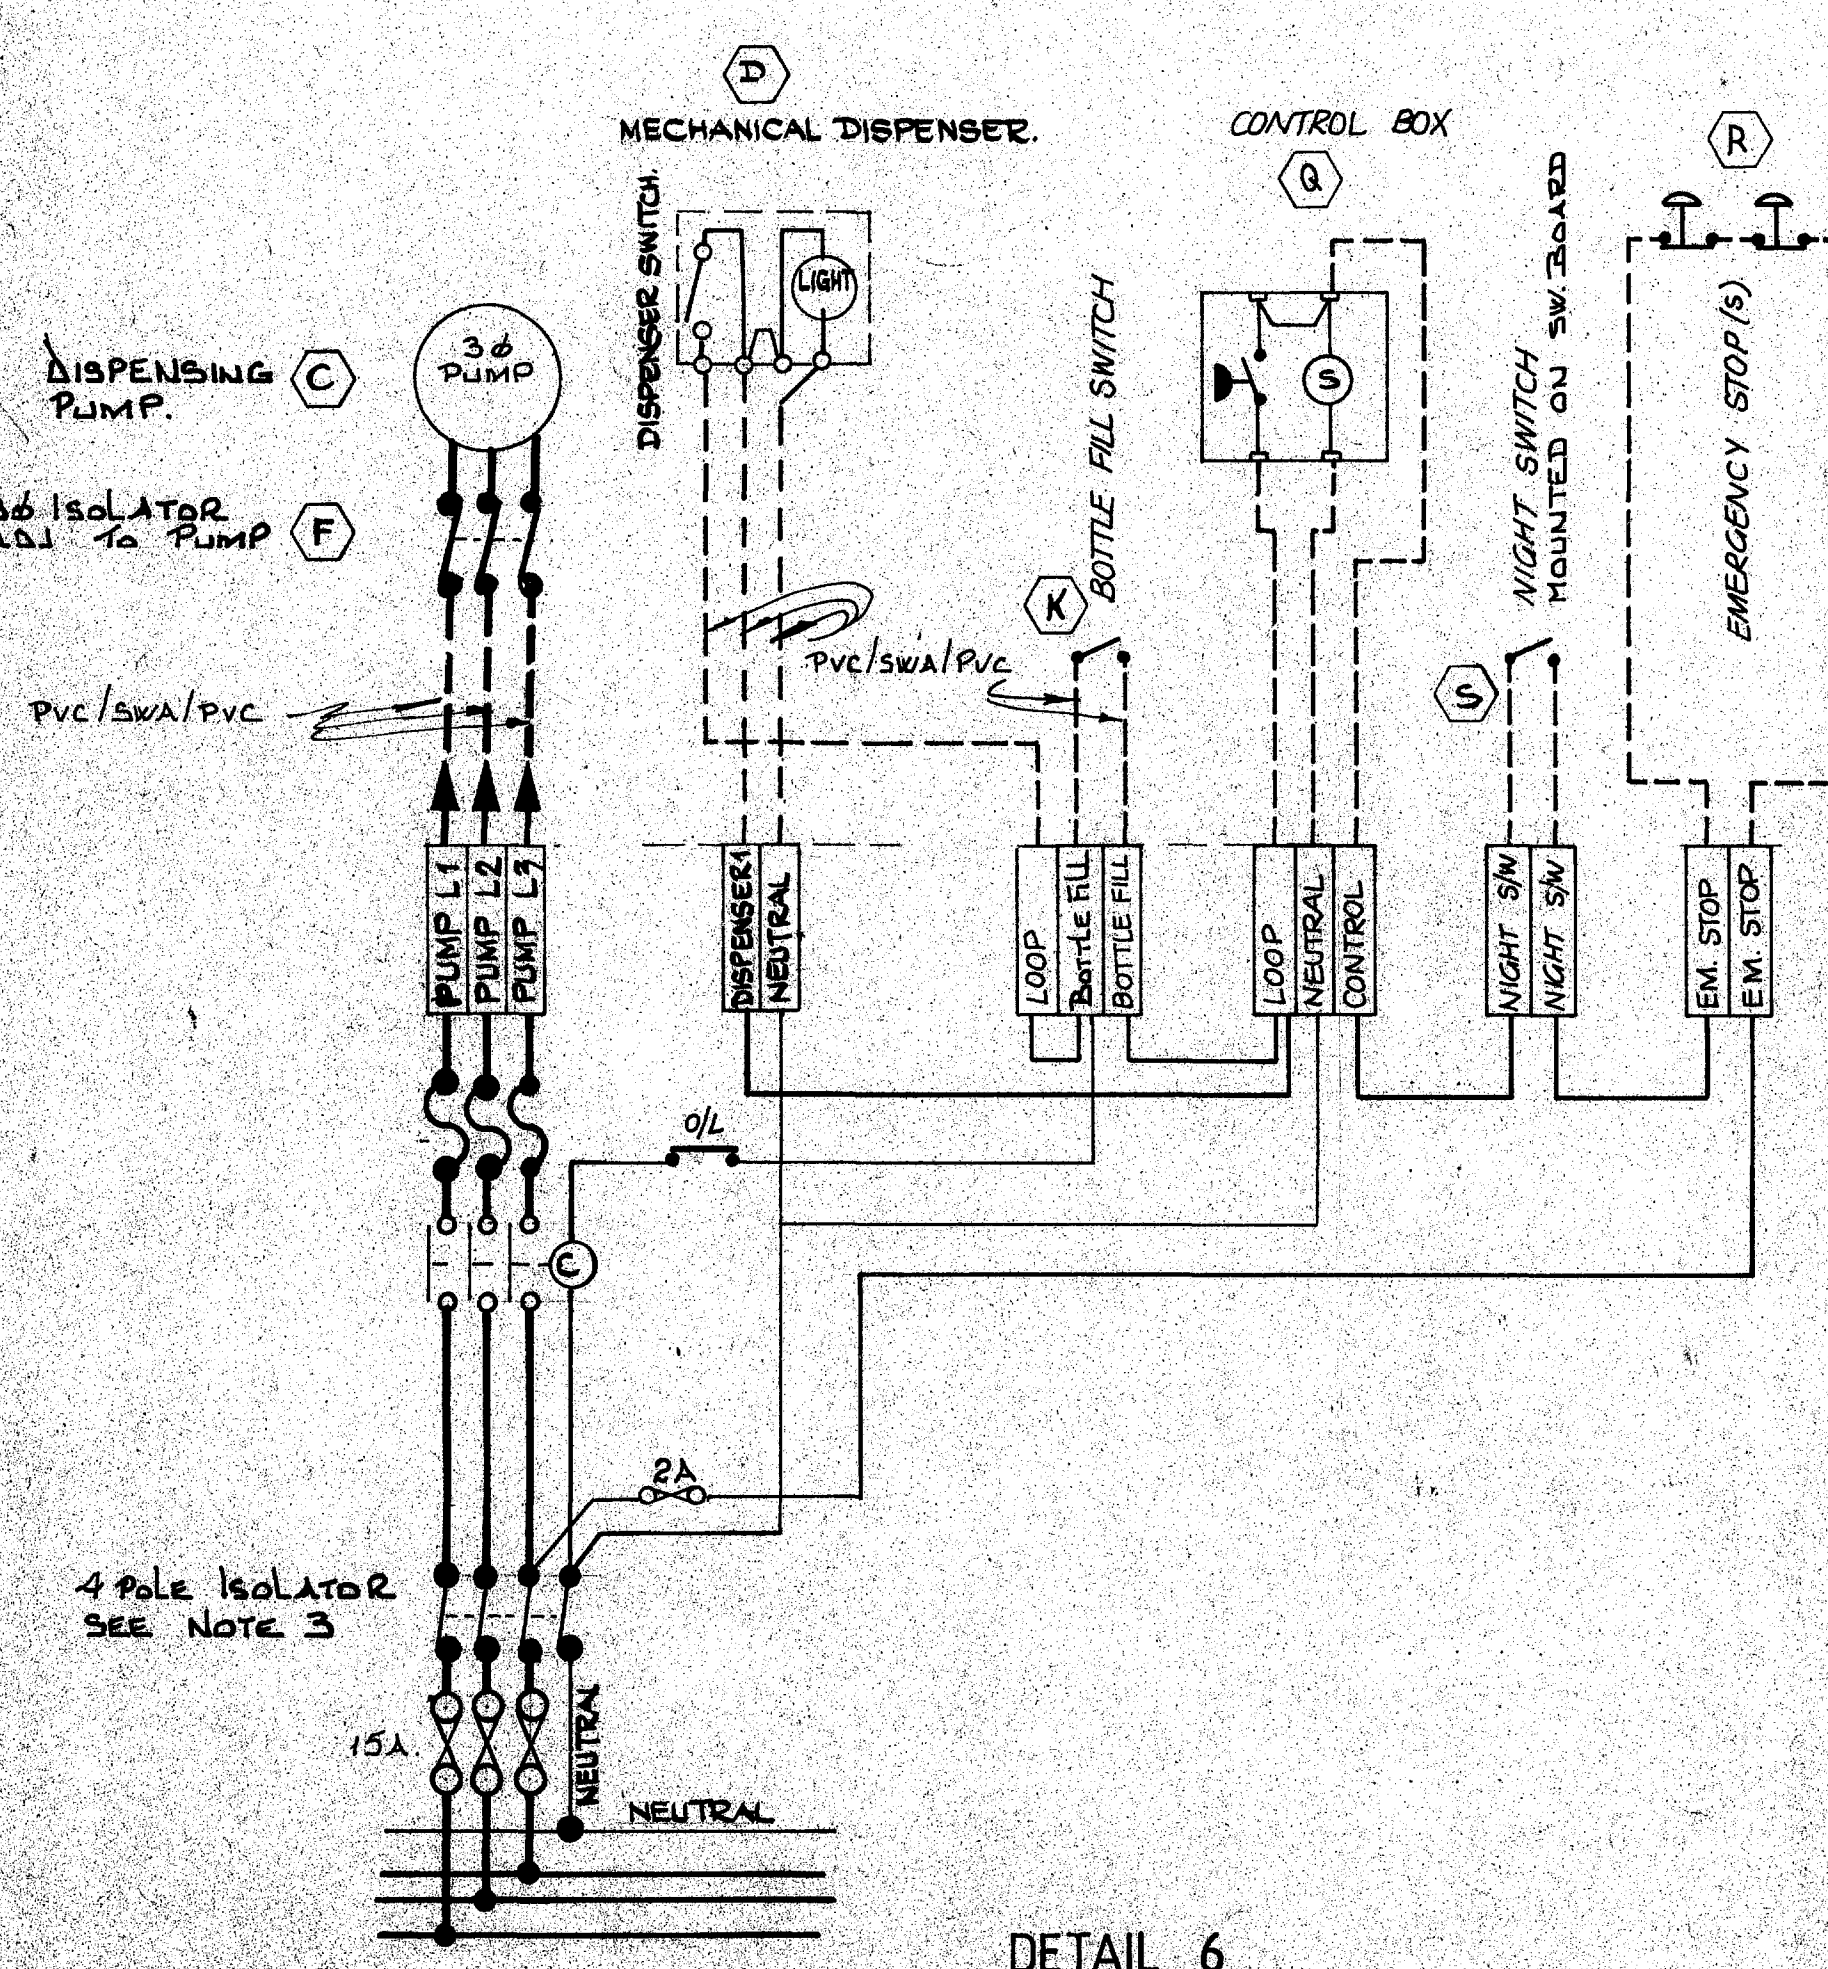 D
MECHANICAL DISPENSER.
CONTROL BOX
Q
R
DISPENSER SWITCH.
LIGHT
BOTTLE FILL SWITCH
S
NIGHT SWITCH
MOUNTED ON SW. BOARD
EMERGENCY STOP(s)
DISPENSING
PUMP.
C
3ø
PUMP
ISOLATOR
ADJ TO PUMP
F
K
PVC/SWA/PVC
S
PVC/SWA/PVC
PUMP L1
PUMP L2
PUMP L3
DISPENSER1
NEUTRAL
LOOP
BOTTLE FILL
BOTTLE FILL
LOOP
NEUTRAL
CONTROL
NIGHT S/W
NIGHT S/W
EM. STOP
EM. STOP
O/L
C
2A
4 POLE ISOLATOR
SEE NOTE 3
15A.
NEUTRAL
NEUTRAL
DETAIL 6